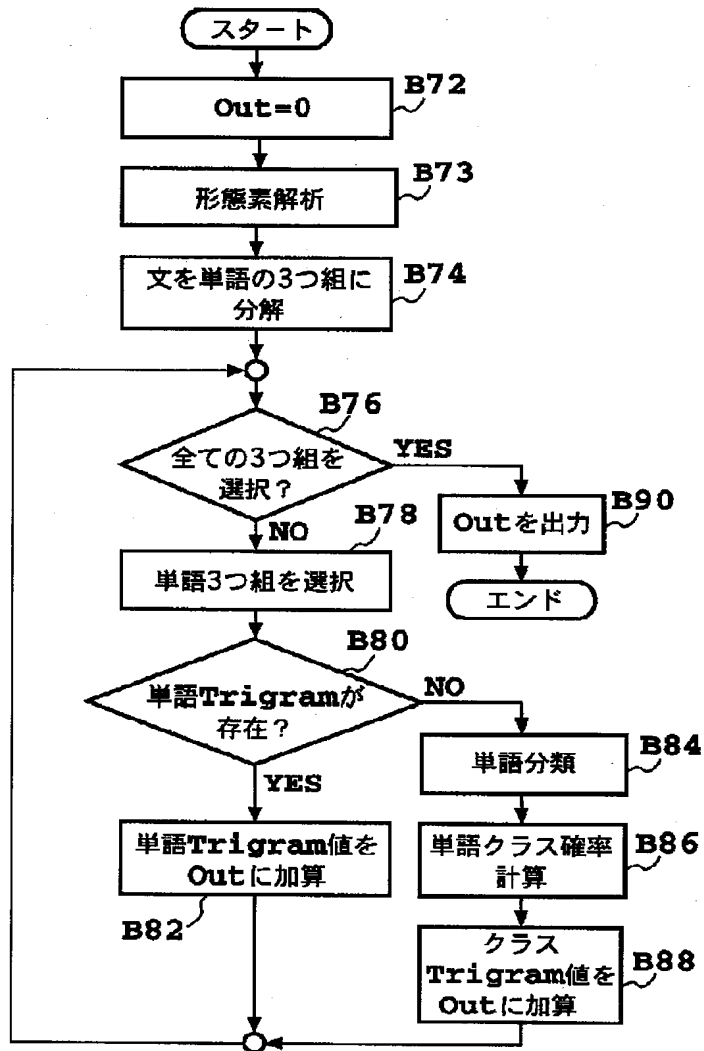 スタート
B72
Out=0
B73
形態素解析
B74
文を単語の3つ組に
分解
B76
全ての3つ組を
選択？
YES
NO
B90
Outを出力
エンド
B78
単語3つ組を選択
B80
単語Trigramが
存在？
NO
YES
B84
単語分類
単語Trigram値を
Outに加算
B82
B86
単語クラス確率
計算
B88
クラス
Trigram値を
Outに加算